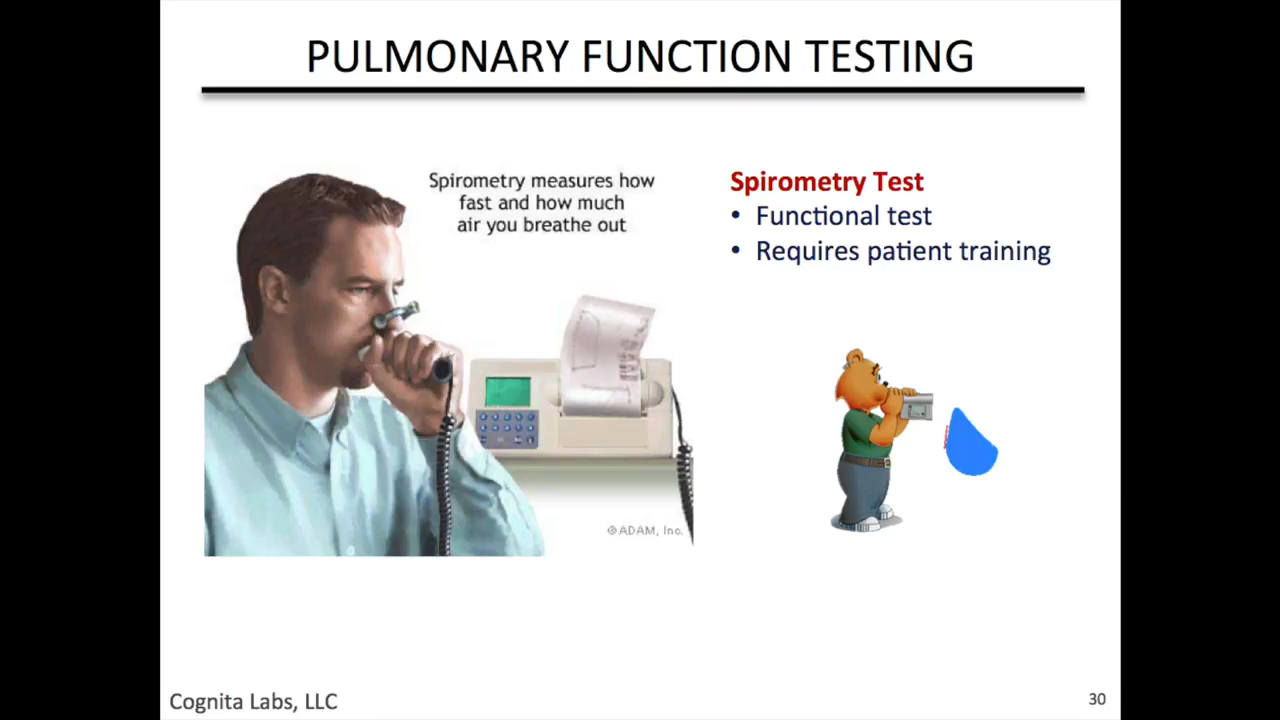 PULMONARY FUNCTION TESTING
Spirometry measures how
fast and how much
air you breathe out
Spirometry Test
• Functional test
• Requires patient training
©ADAM, Inc.
Cognita Labs, LLC
30